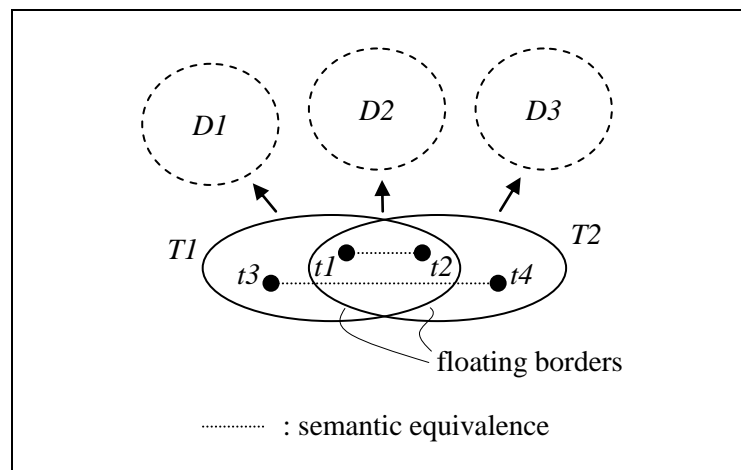 D1 D2 D3
T1 T2
t1 t2
t3 t4
floating borders
: semantic equivalence